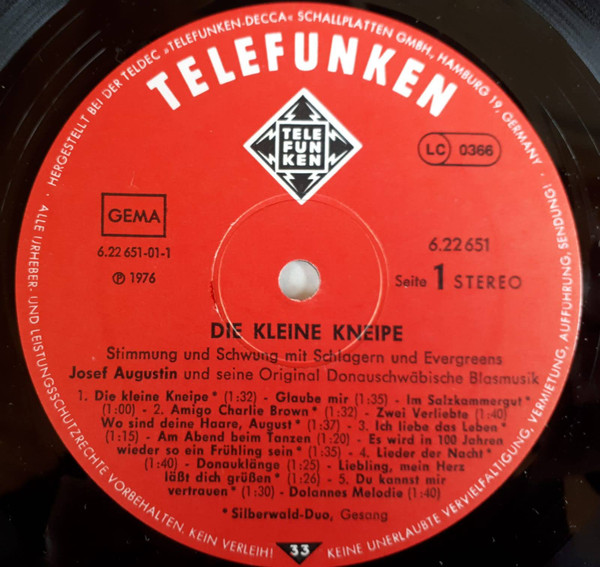 HERGESTELLT BEI DER TELDEC »TELEFUNKEN-DECCA« SCHALLPLATTEN GMBH., HAMBURG 19, GERMANY ·
TELEFUNKEN
TELE
FUN
KEN
LC 0366
GEMA
6.22 651-01-1
Ⓟ 1976
6.22 651
Seite 1 STEREO
DIE KLEINE KNEIPE
Stimmung und Schwung mit Schlagern und Evergreens
Josef Augustin und seine Original Donauschwäbische Blasmusik
1. Die kleine Kneipe* (1:32) - Glaube mir (1:35) - Im Salzkammergut*
(1:00) - 2. Amigo Charlie Brown* (1:32) - Zwei Verliebte (1:40)
Wo sind deine Haare, August* (1:37) - 3. Ich liebe das Leben*
(1:15) - Am Abend beim Tanzen (1:20) - Es wird in 100 Jahren
wieder so ein Frühling sein* (1:35) - 4. Lieder der Nacht*
(1:40) - Donauklänge (1:25) - Liebling, mein Herz
läßt dich grüßen* (1:26) - 5. Du kannst mir
vertrauen* (1:30) - Dolannes Melodie (1:40)
*Silberwald-Duo, Gesang
33
· ALLE URHEBER- UND LEISTUNGSSCHUTZRECHTE VORBEHALTEN. KEIN VERLEIH!
KEINE UNERLAUBTE VERVIELFÄLTIGUNG, VERMIETUNG, AUFFÜHRUNG, SENDUNG!